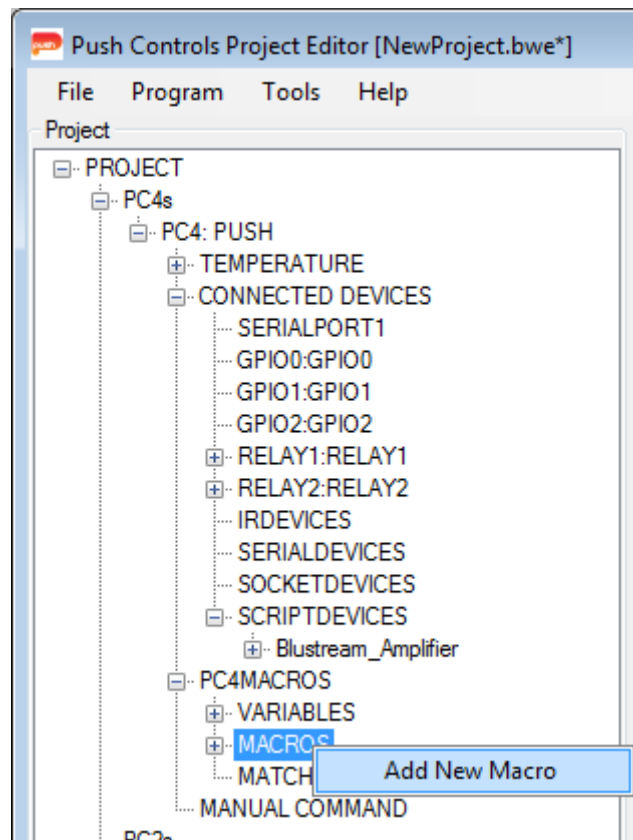 push Push Controls Project Editor [NewProject.bwe*]
File Program Tools Help
Project
PROJECT
PC4s
PC4: PUSH
TEMPERATURE
CONNECTED DEVICES
SERIALPORT1
GPIO0:GPIO0
GPIO1:GPIO1
GPIO2:GPIO2
RELAY1:RELAY1
RELAY2:RELAY2
IRDEVICES
SERIALDEVICES
SOCKETDEVICES
SCRIPTDEVICES
Blustream_Amplifier
PC4MACROS
VARIABLES
MACROS
Add New Macro
MATCH
MANUAL COMMAND
PC2s